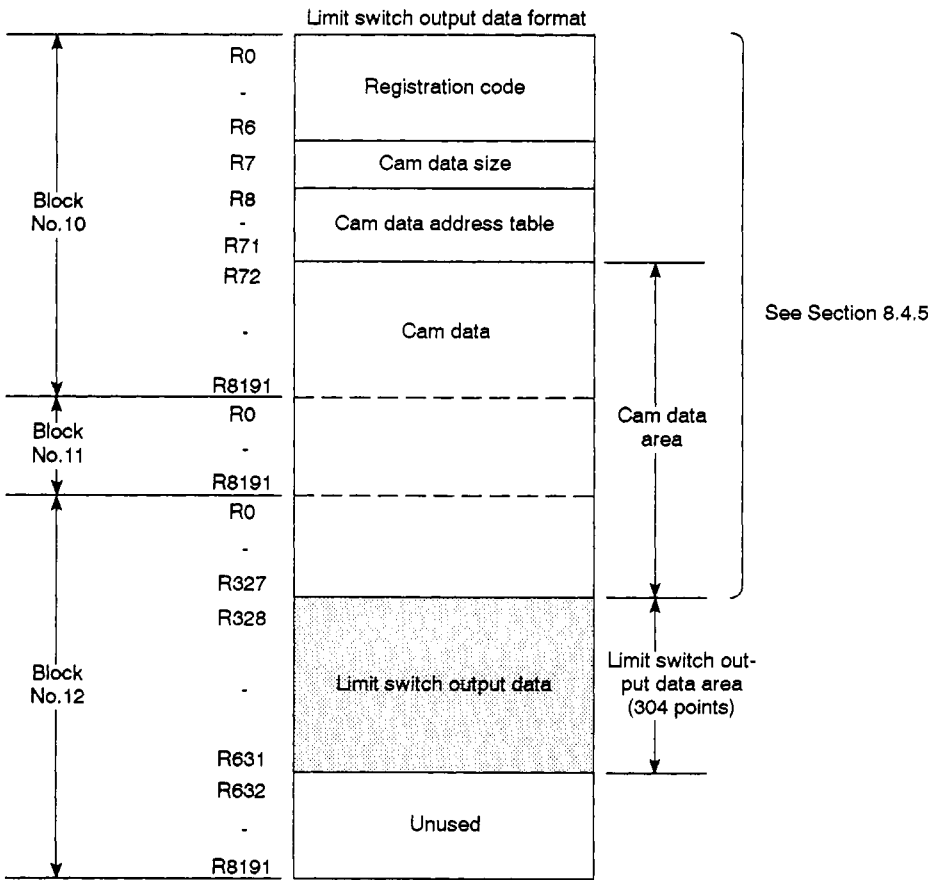 Limit switch output data format
R0
-
R6
Registration code
R7
Cam data size
R8
-
R71
Cam data address table
Block
No.10
R72
-
R8191
Cam data
See Section 8.4.5
Block
No.11
R0
-
R8191
Cam data
area
R0
-
R327
Block
No.12
R328
-
R631
Limit switch output data
Limit switch out-
put data area
(304 points)
R632
-
R8191
Unused